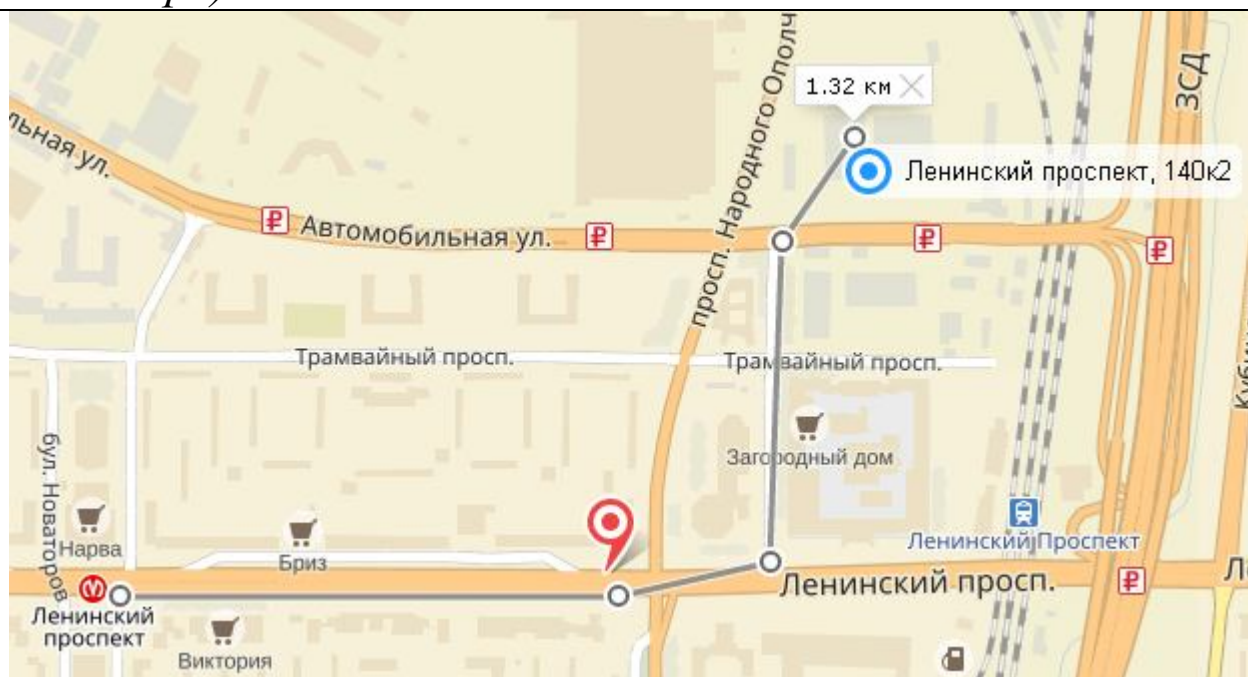 1.32 км
ЗСД
просп. Народного Ополч
льная ул.
Ленинский проспект, 140к2
Автомобильная ул.
Трамвайный просп.
Трамвайный просп.
Загородный дом
бул. Новаторов
Нарва
Бриз
Ленинский Проспект
Ленинский просп.
Ленинский
проспект
Виктория